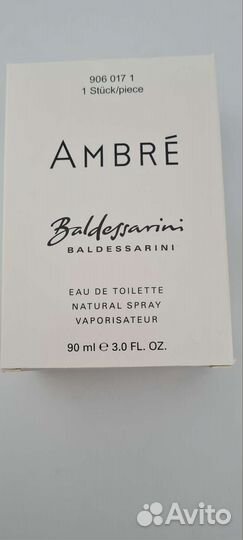 906 017 1
1 Stück/piece
AMBRÉ
Baldessarini
BALDESSARINI
EAU DE TOILETTE
NATURAL SPRAY
VAPORISATEUR
90 ml ℮ 3.0 FL. OZ.
Avito